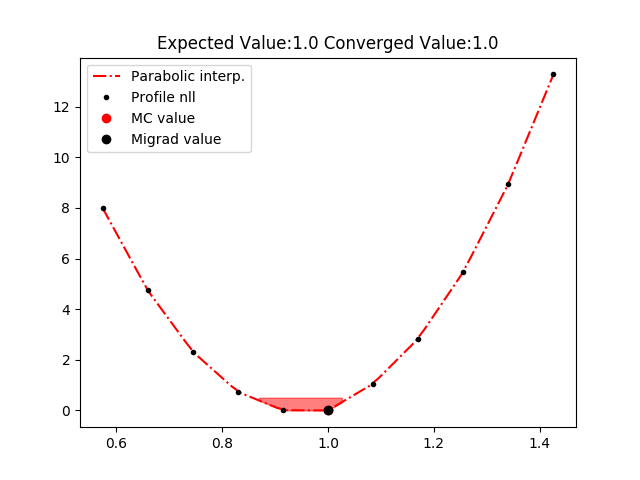 Expected Value:1.0 Converged Value:1.0
Parabolic interp.
Profile nll
MC value
Migrad value
12
10
8
6
4
2
0
0.6 0.8 1.0 1.2 1.4